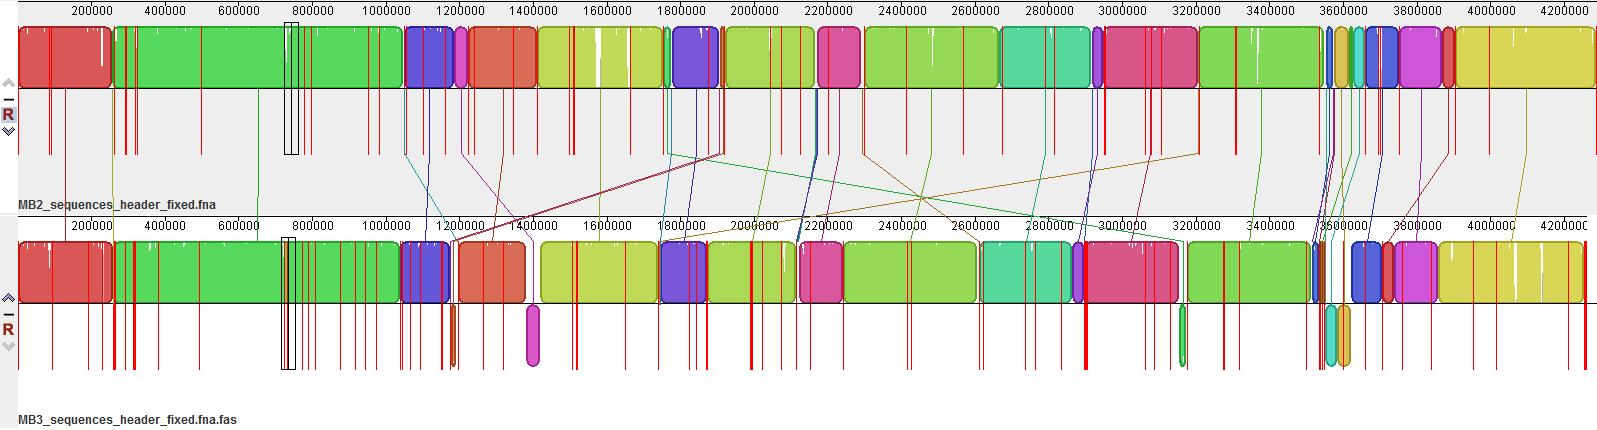 200000 400000 600000 800000 1000000 1200000 1400000 1600000 1800000 2000000 2200000 2400000 2600000 2800000 3000000 3200000 3400000 3600000 3800000 4000000 4200000
R
MB2_sequences_header_fixed.fna
200000 400000 600000 800000 1000000 1200000 1400000 1600000 1800000 2000000 2200000 2400000 2600000 2800000 3000000 3200000 3400000 3600000 3800000 4000000 4200000
R
MB3_sequences_header_fixed.fna.fas